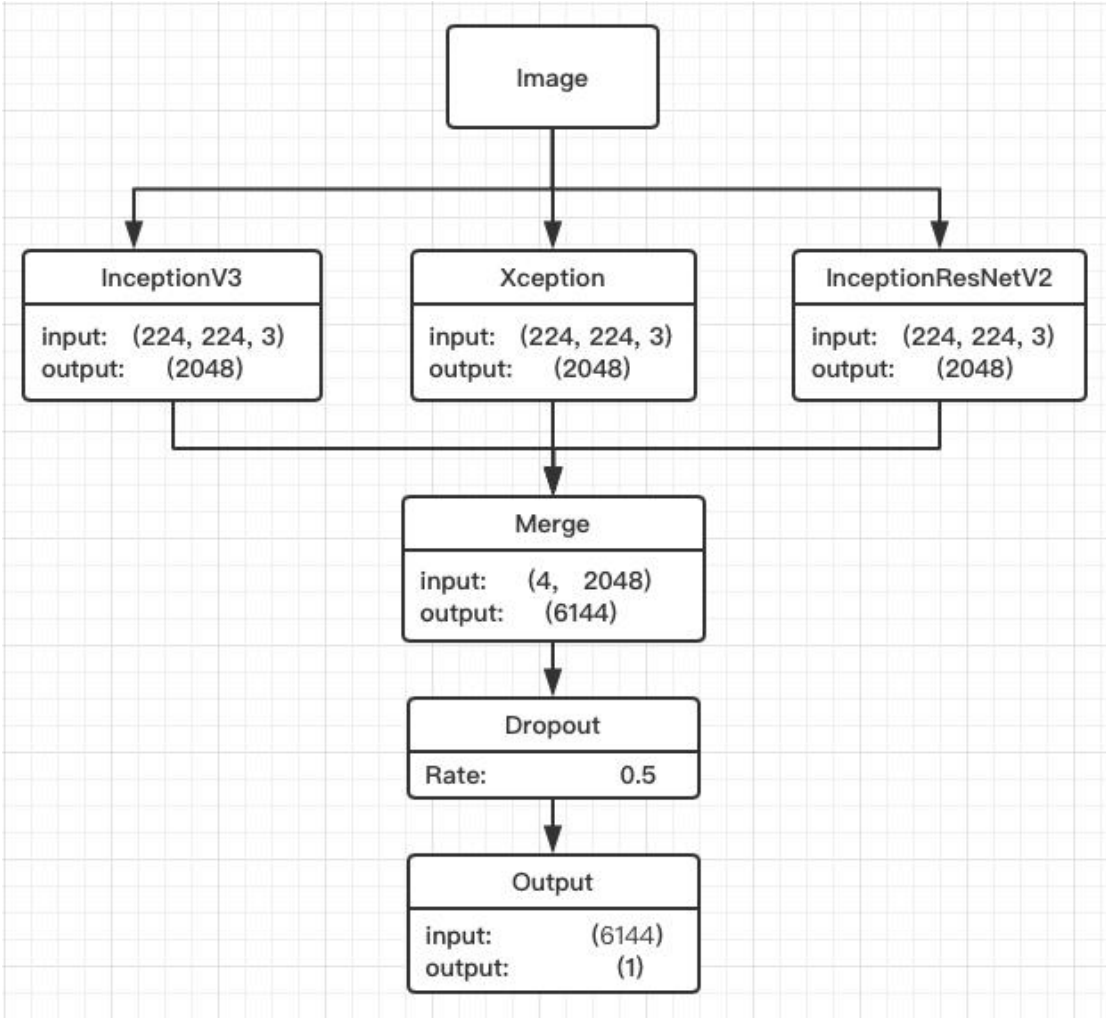 Image
InceptionV3
input: (224, 224, 3)
output: (2048)
Xception
input: (224, 224, 3)
output: (2048)
InceptionResNetV2
input: (224, 224, 3)
output: (2048)
Merge
input: (4, 2048)
output: (6144)
Dropout
Rate: 0.5
Output
input: (6144)
output: (1)